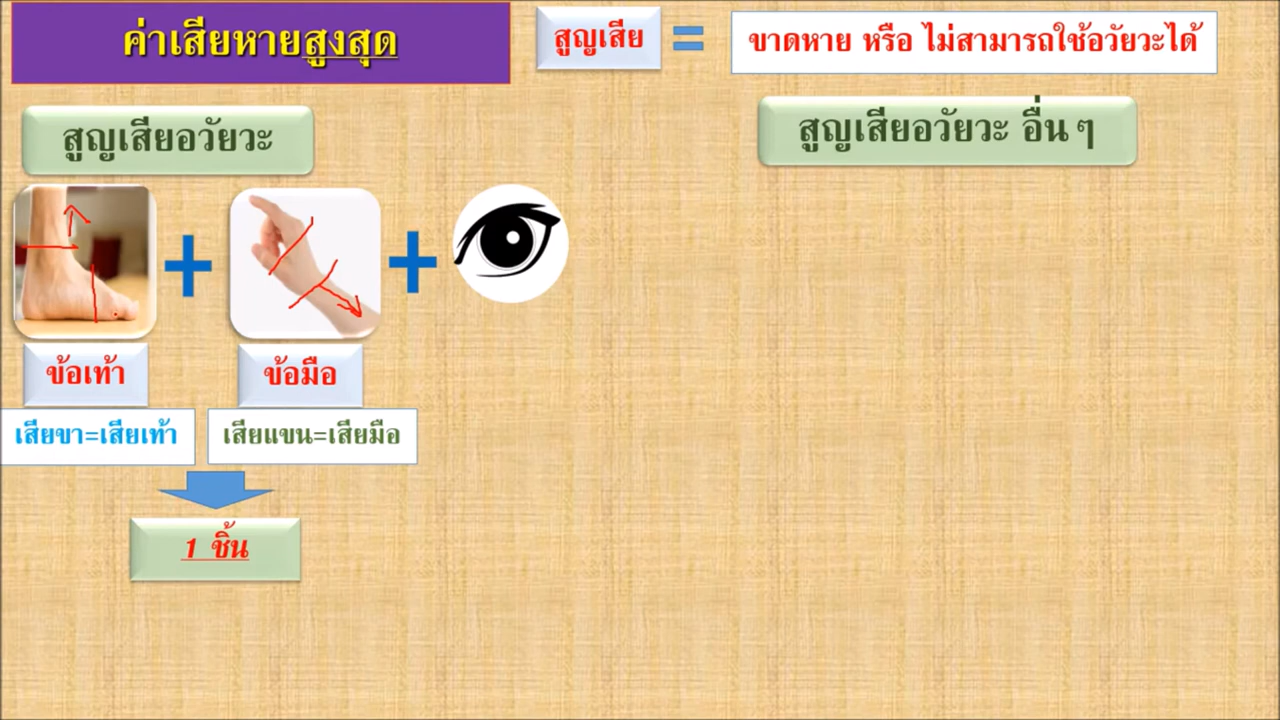 ค่าเสียหายสูงสุด
สูญเสีย
=
ขาดหาย หรือ ไม่สามารถใช้อวัยวะได้
สูญเสียอวัยวะ
สูญเสียอวัยวะ อื่น ๆ
+
+
ข้อเท้า
ข้อมือ
เสียขา=เสียเท้า
เสียแขน=เสียมือ
1 ชิ้น